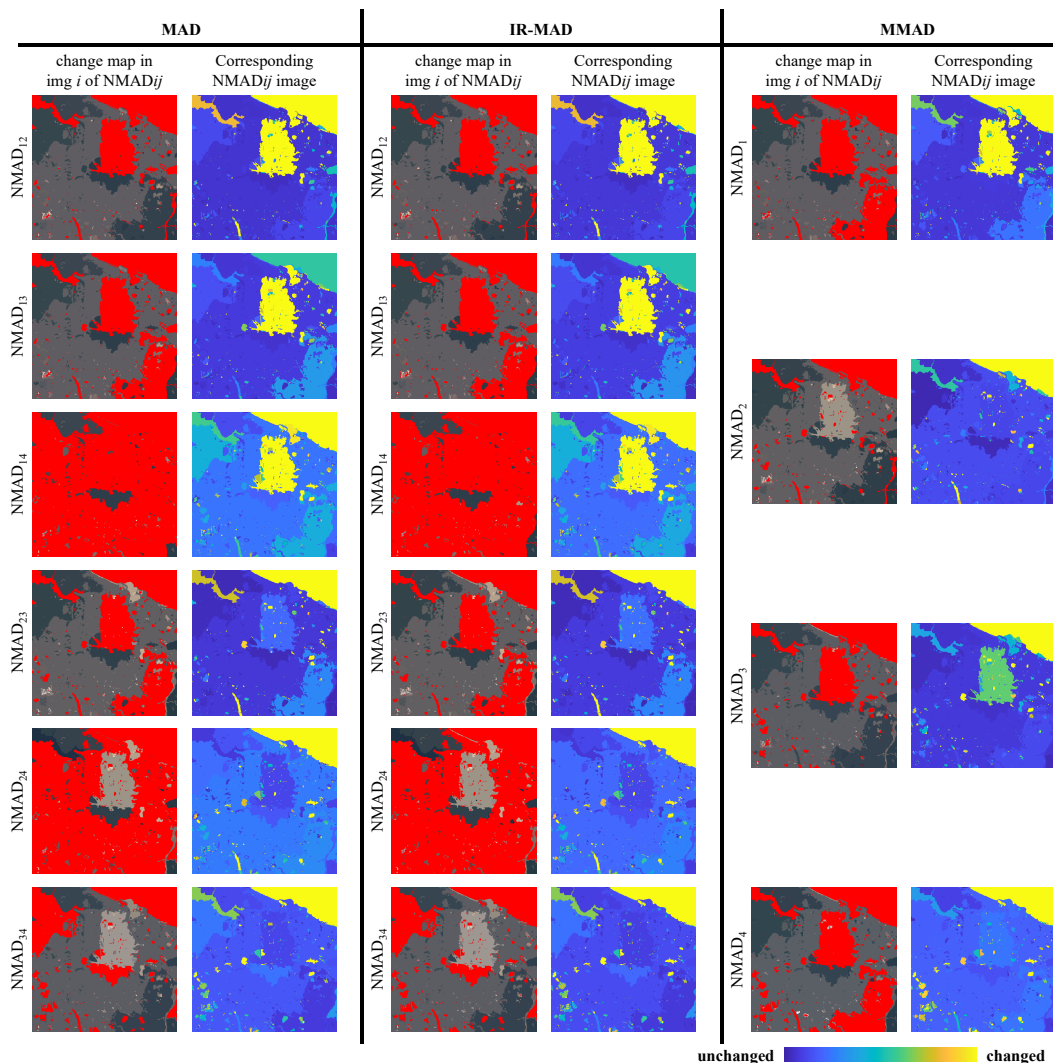 MAD
IR-MAD
MMAD
change map in
img i of NMADij
Corresponding
NMADij image
change map in
img i of NMADij
Corresponding
NMADij image
change map in
img i of NMADij
Corresponding
NMADij image
NMAD12
NMAD12
NMAD1
NMAD13
NMAD13
NMAD2
NMAD14
NMAD14
NMAD23
NMAD23
NMAD3
NMAD24
NMAD24
NMAD34
NMAD34
NMAD4
unchanged
changed